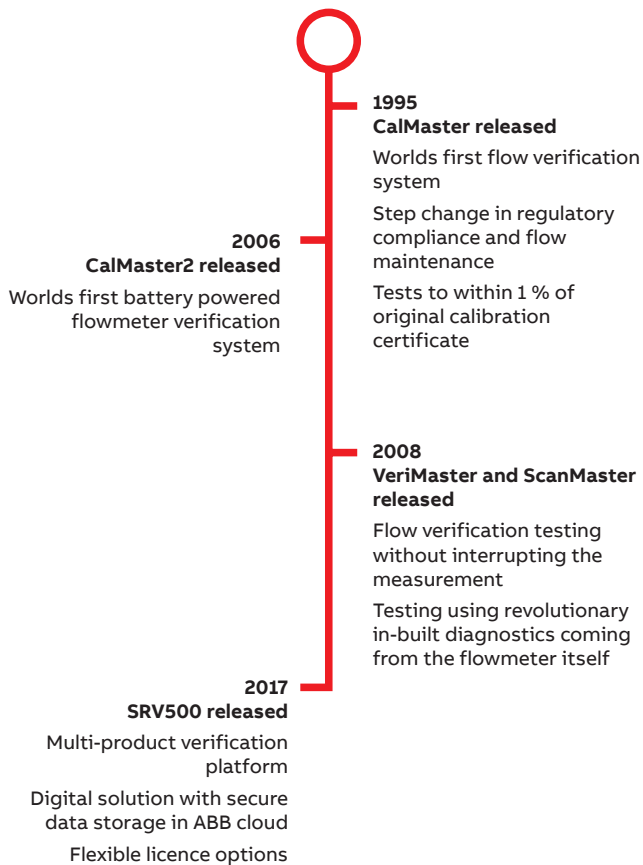 1995
CalMaster released
Worlds first flow verification
system
Step change in regulatory
compliance and flow
maintenance
Tests to within 1 % of
original calibration
certificate
2006
CalMaster2 released
Worlds first battery powered
flowmeter verification
system
2008
VeriMaster and ScanMaster
released
Flow verification testing
without interrupting the
measurement
Testing using revolutionary
in-built diagnostics coming
from the flowmeter itself
2017
SRV500 released
Multi-product verification
platform
Digital solution with secure
data storage in ABB cloud
Flexible licence options